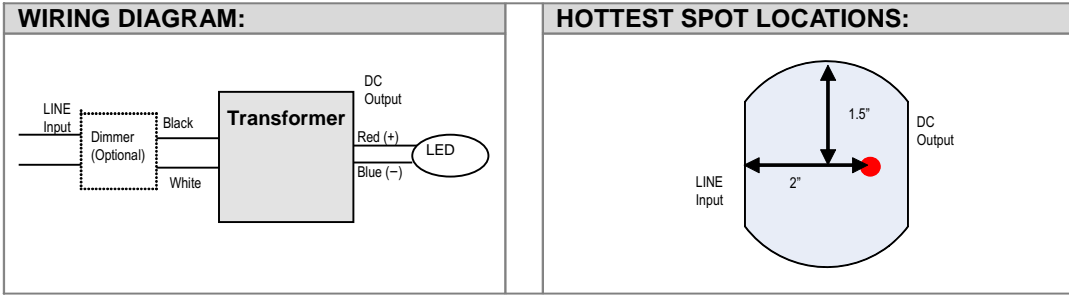 WIRING DIAGRAM:
LINE
Input
Dimmer
(Optional)
Black
White
Transformer
DC
Output
Red (+)
Blue (−)
LED
HOTTEST SPOT LOCATIONS:
1.5”
2”
LINE
Input
DC
Output